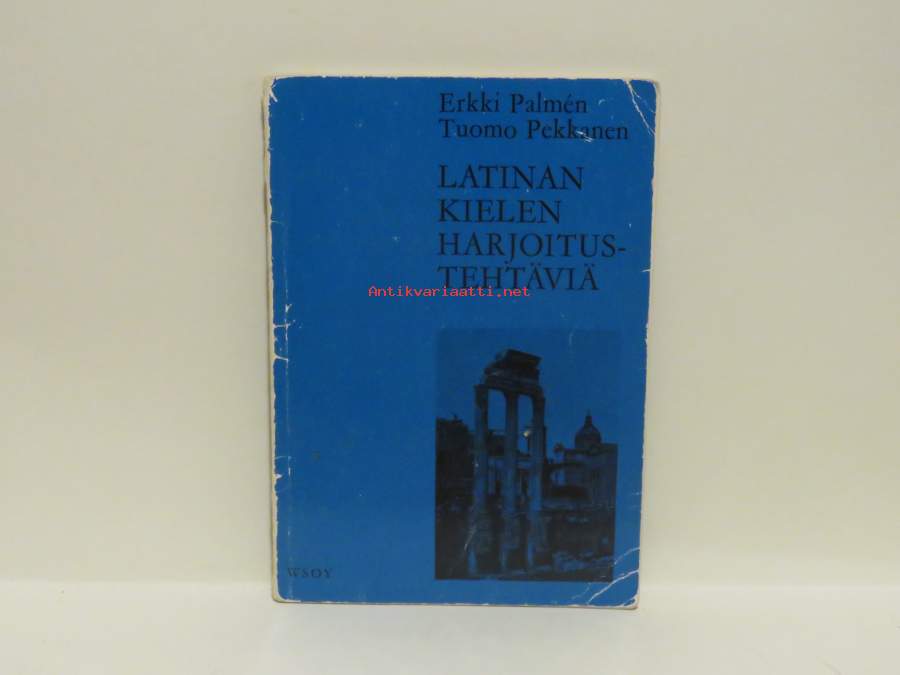 Erkki Palmén
Tuomo Pekkanen
LATINAN
KIELEN
HARJOITUS-
TEHTÄVIÄ
Antikvariaatti.net
WSOY